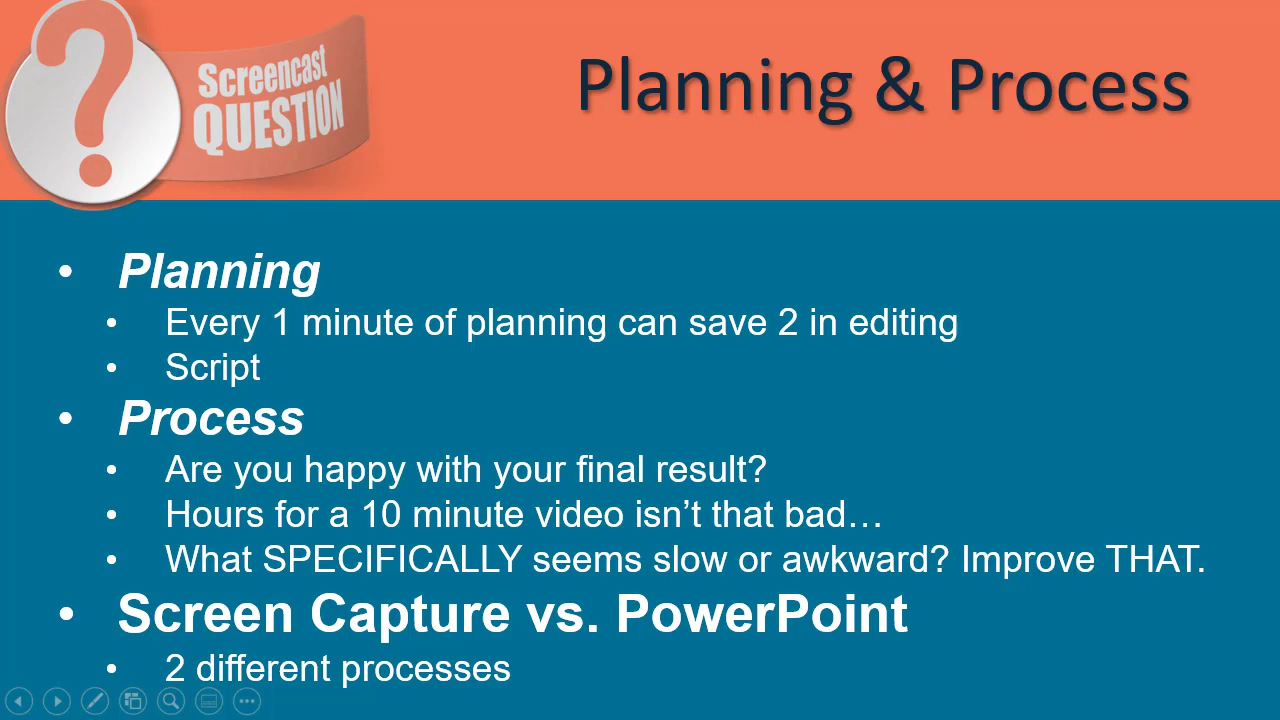 ?
Screencast
QUESTION
Planning & Process
• Planning
• Every 1 minute of planning can save 2 in editing
• Script
• Process
• Are you happy with your final result?
• Hours for a 10 minute video isn’t that bad…
• What SPECIFICALLY seems slow or awkward? Improve THAT.
• Screen Capture vs. PowerPoint
• 2 different processes